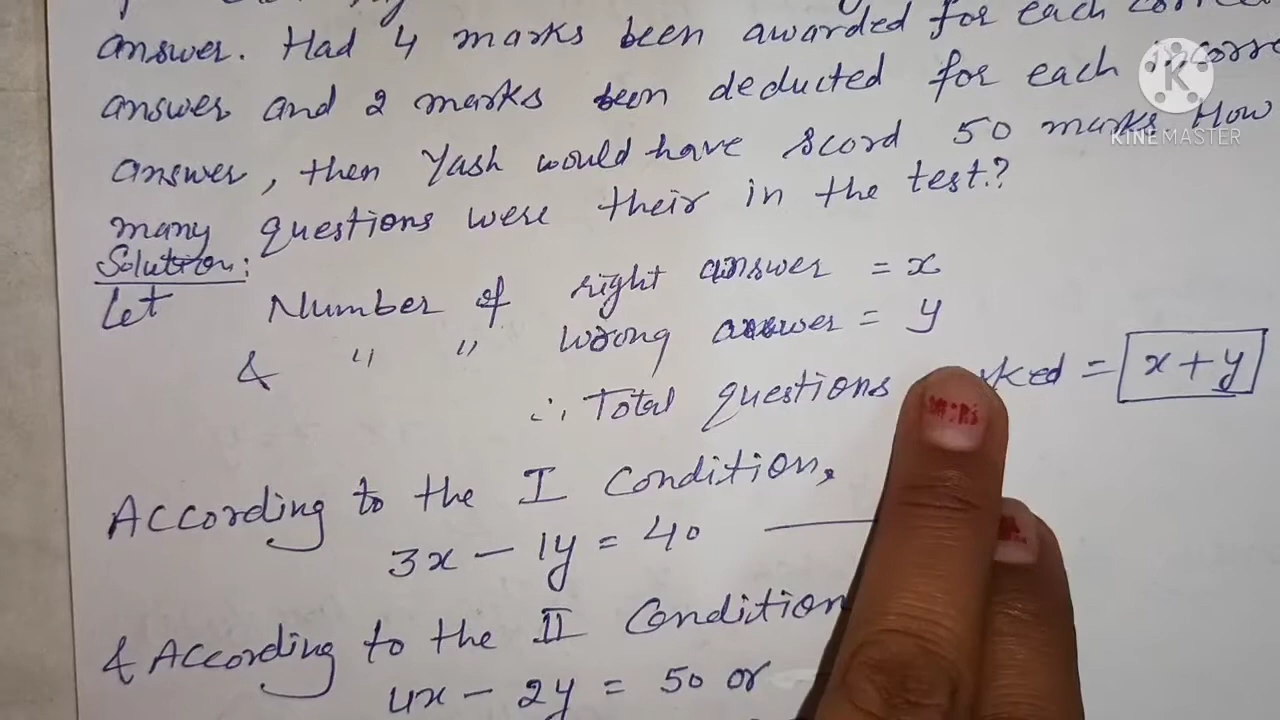 answer. Had 4 marks been awarded for each
answer and 2 marks been deducted for each
answer, then Yash would have scord 50 marks. How
many questions were their in the test.?
Solution:
Let Number of right answer = x
& " " wrong answer = y
∴ Total questions = x + y
According to the I condition,
3x - 1y = 40
& According to the II Condition
4x - 2y = 50 or
K
KINEMASTER